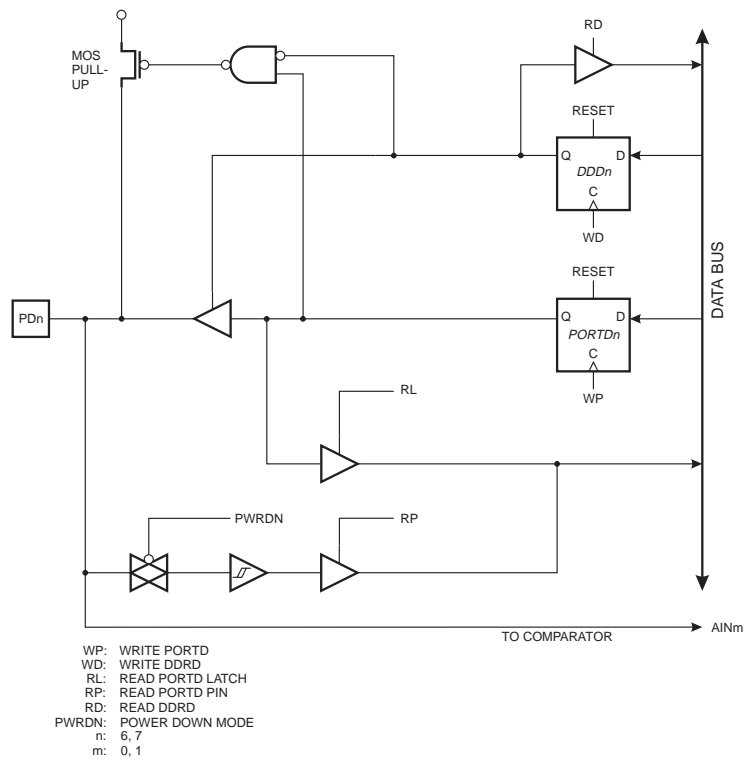 RD
MOS
PULL-
UP
RESET
Q D
DDDn
C
WD
RESET
DATA BUS
PDn
Q D
PORTDn
C
WP
RL
PWRDN
RP
TO COMPARATOR
AINm
WP: WRITE PORTD
WD: WRITE DDRD
RL: READ PORTD LATCH
RP: READ PORTD PIN
RD: READ DDRD
PWRDN: POWER DOWN MODE
n: 6, 7
m: 0, 1